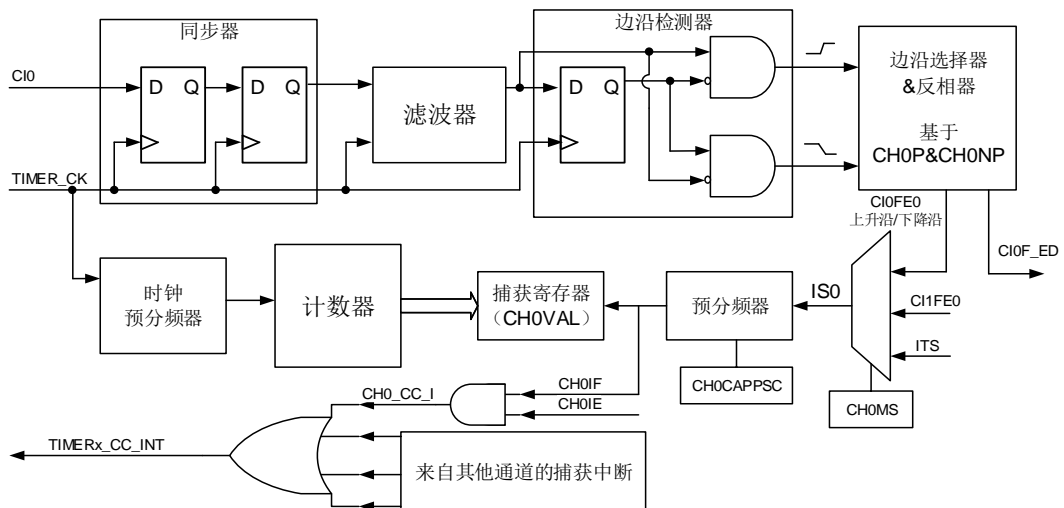 同步器
边沿检测器
CI0
D Q
D Q
滤波器
D Q
边沿选择器
&反相器
基于
CH0P&CH0NP
TIMER_CK
CI0FE0
上升沿/下降沿
CI0F_ED
时钟
预分频器
计数器
捕获寄存器
（CH0VAL）
预分频器
IS0
CI1FE0
ITS
CH0CAPPSC
CH0MS
CH0_CC_I
CH0IF
CH0IE
TIMERx_CC_INT
来自其他通道的捕获中断